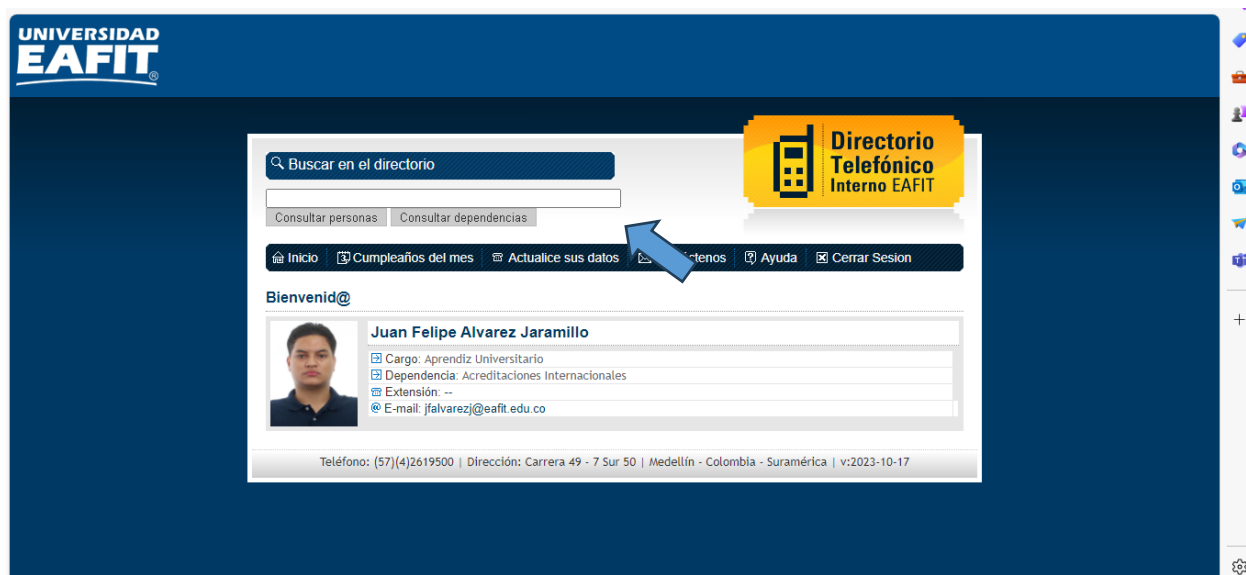 UNIVERSIDAD
EAFIT®
Directorio
Telefónico
Interno EAFIT
Buscar en el directorio
Consultar personas Consultar dependencias
Inicio Cumpleaños del mes Actualice sus datos Ayuda Cerrar Sesion
Bienvenid@
Juan Felipe Alvarez Jaramillo
Cargo: Aprendiz Universitario
Dependencia: Acreditaciones Internacionales
Extensión: --
E-mail: jfalvarezj@eafit.edu.co
Teléfono: (57)(4)2619500 | Dirección: Carrera 49 - 7 Sur 50 | Medellín - Colombia - Suramérica | v:2023-10-17